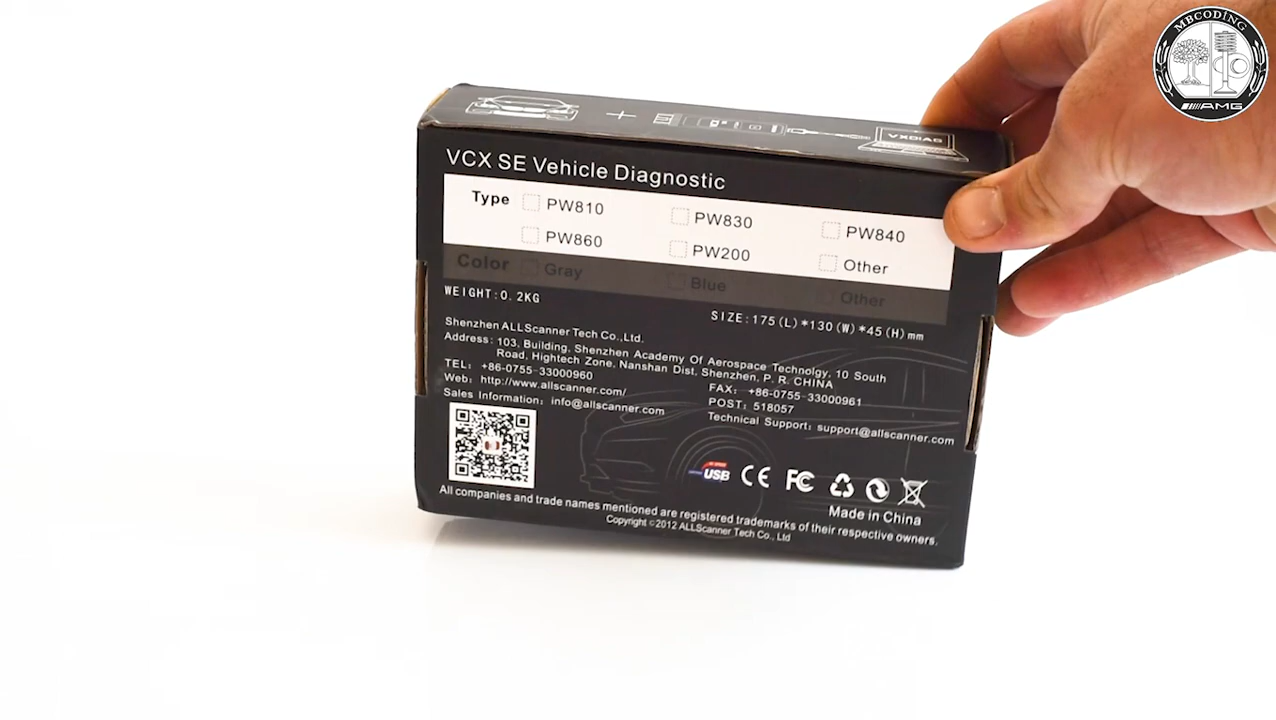 MBCODING
AMG
VXDIAG
VCX SE Vehicle Diagnostic
Type PW810 PW830 PW840
PW860 PW200 Other
Color Gray Blue Other
WEIGHT:0.2KG
SIZE:175(L)*130(W)*45(H)mm
Shenzhen ALLScanner Tech Co.,Ltd.
Address: 103, Building, Shenzhen Academy Of Aerospace Technolgy, 10 South
Road, Hightech Zone, Nanshan Dist. Shenzhen, P. R. CHINA
TEL: +86-0755-33000960 FAX: +86-0755-33000961
Web: http://www.allscanner.com/ POST: 518057
Sales Information: info@allscanner.com Technical Support: support@allscanner.com
USB CE FC
Made in China
All companies and trade names mentioned are registered trademarks of their respective owners.
Copyright ©2012 ALLScanner Tech Co., Ltd